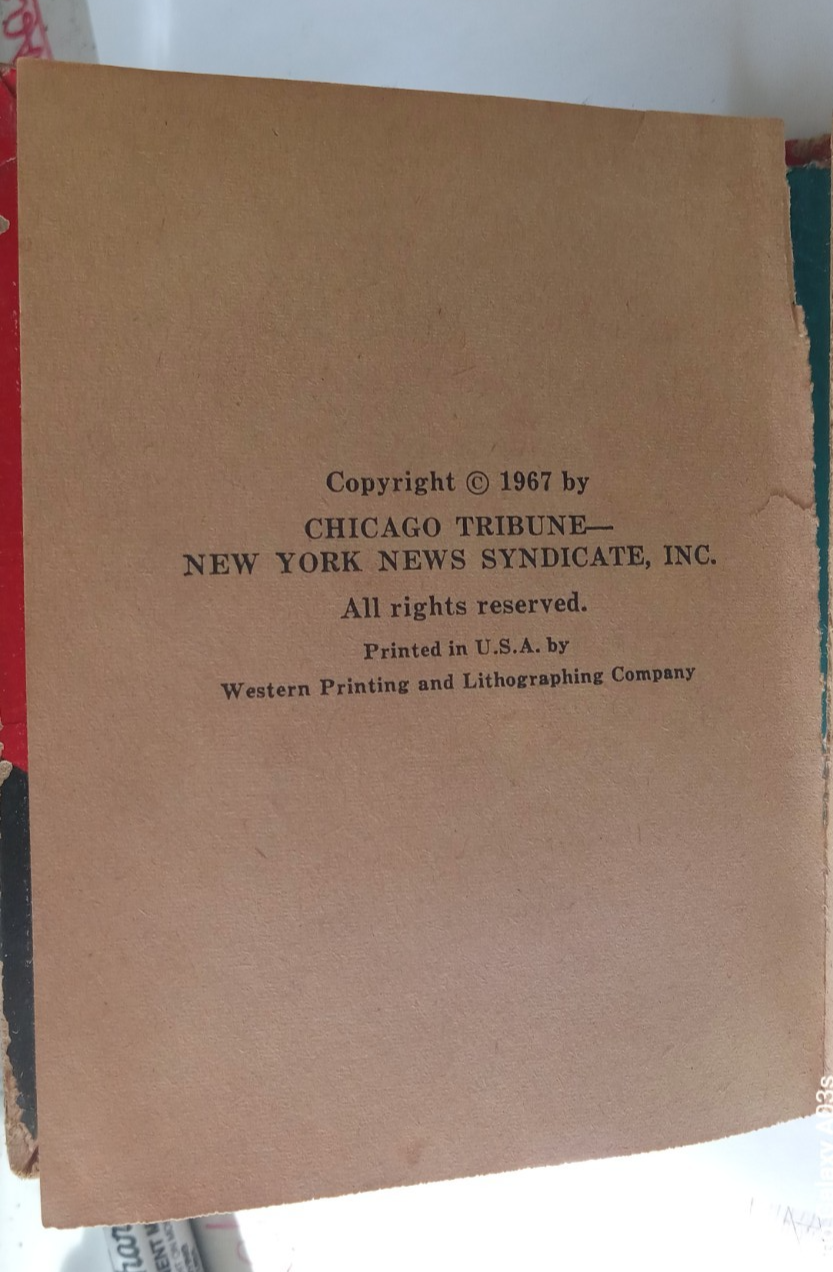 Copyright © 1967 by
CHICAGO TRIBUNE—
NEW YORK NEWS SYNDICATE, INC.
All rights reserved.
Printed in U.S.A. by
Western Printing and Lithographing Company